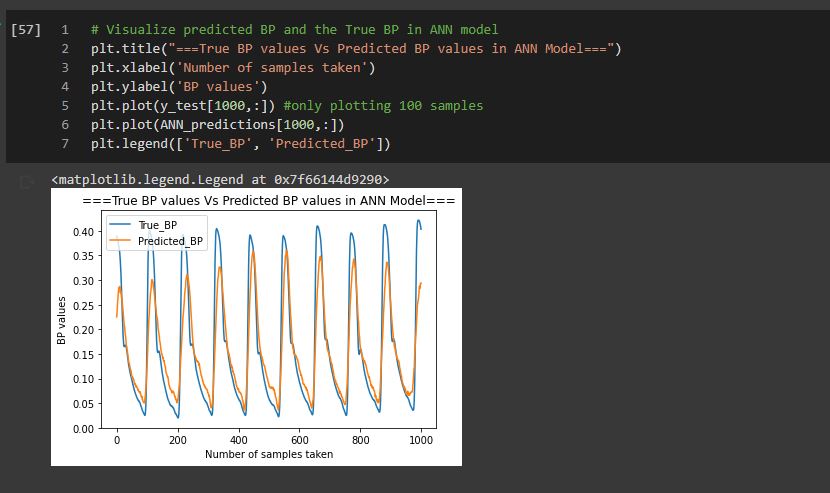 [57] 1 # Visualize predicted BP and the True BP in ANN model
2 plt.title("===True BP values Vs Predicted BP values in ANN Model===")
3 plt.xlabel('Number of samples taken')
4 plt.ylabel('BP values')
5 plt.plot(y_test[1000,:]) #only plotting 100 samples
6 plt.plot(ANN_predictions[1000,:])
7 plt.legend(['True_BP', 'Predicted_BP'])
<matplotlib.legend.Legend at 0x7f66144d9290>
===True BP values Vs Predicted BP values in ANN Model===
True_BP
Predicted_BP
BP values
0.40
0.35
0.30
0.25
0.20
0.15
0.10
0.05
0.00
0 200 400 600 800 1000
Number of samples taken